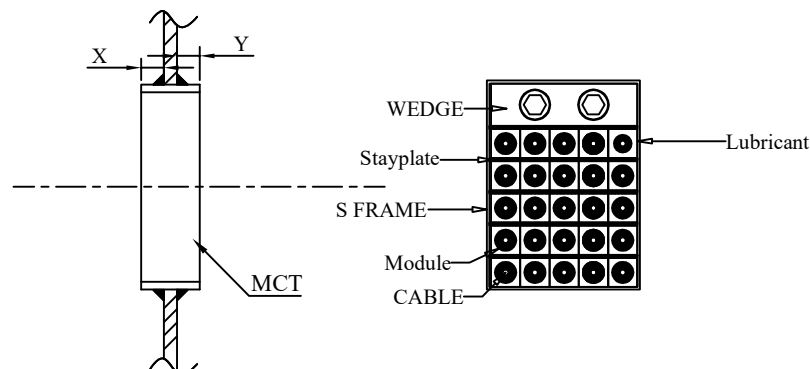 X
Y
MCT
WEDGE
Lubricant
Stayplate
S FRAME
Module
CABLE